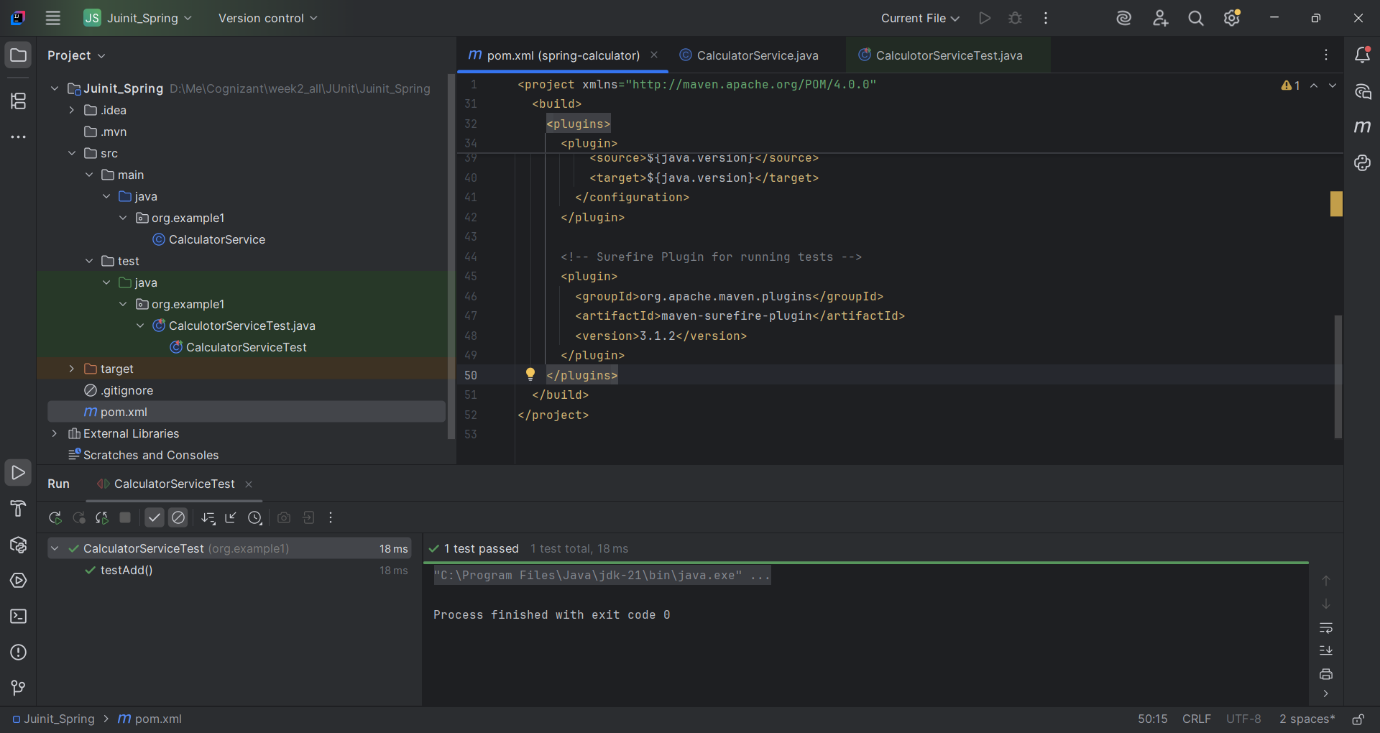 JS Juinit_Spring Version control Current File
Project
Juinit_Spring D:\Me\Cognizant\week2_all\JUnit\Juinit_Spring
.idea
.mvn
src
main
java
org.example1
CalculatorService
test
java
org.example1
CalculotorServiceTest.java
CalculatorServiceTest
target
.gitignore
pom.xml
External Libraries
Scratches and Consoles
pom.xml (spring-calculator) CalculatorService.java CalculotorServiceTest.java
1 <project xmlns="http://maven.apache.org/POM/4.0.0" 1
31 <build>
32 <plugins>
34 <plugin>
39 <source>${java.version}</source>
40 <target>${java.version}</target>
41 </configuration>
42 </plugin>
43
44 <!-- Surefire Plugin for running tests -->
45 <plugin>
46 <groupId>org.apache.maven.plugins</groupId>
47 <artifactId>maven-surefire-plugin</artifactId>
48 <version>3.1.2</version>
49 </plugin>
50 </plugins>
51 </build>
52 </project>
53
Run CalculatorServiceTest
CalculatorServiceTest (org.example1) 18 ms
testAdd() 18 ms
1 test passed 1 test total, 18 ms
"C:\Program Files\Java\jdk-21\bin\java.exe" ...
Process finished with exit code 0
Juinit_Spring > pom.xml 50:15 CRLF UTF-8 2 spaces*